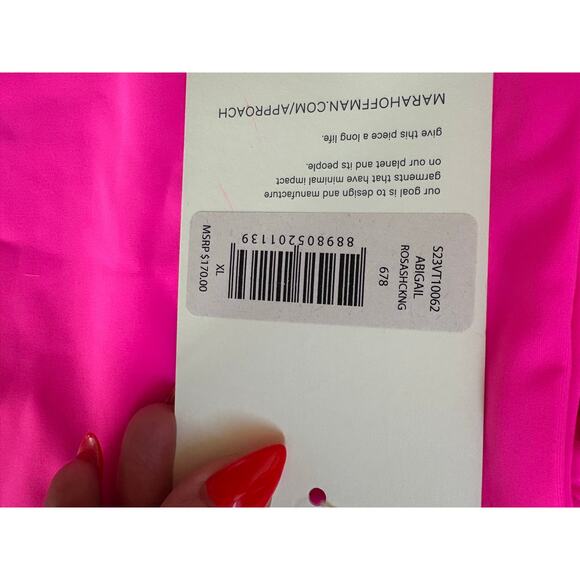 our goal is to design and manufacture
garments that have minimal impact
on our planet and its people.
give this piece a long life.
MARAHOFFMAN.COM/APPROACH
S23VT10062
ABIGAIL
ROSASHCKNG
678
889805201139
XL
MSRP $170.00